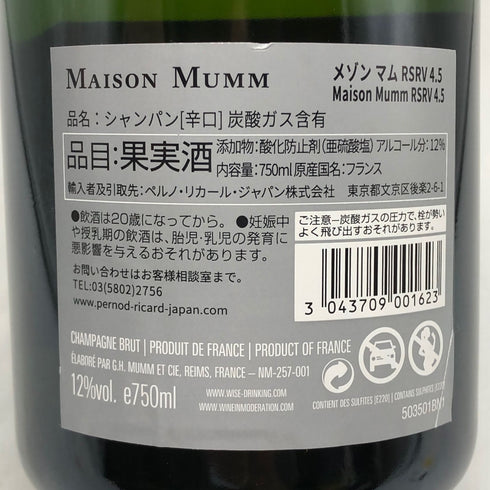 MAISON MUMM
メゾン マム RSRV 4.5
Maison Mumm RSRV 4.5
品名：シャンパン[辛口] 炭酸ガス含有
品目:果実酒
添加物：酸化防止剤（亜硫酸塩）アルコール分：12%
内容量：750ml 原産国名：フランス
輸入者及び引取先：ペルノ・リカール・ジャパン株式会社 東京都文京区後楽2-6-1
●飲酒は20歳になってから。●妊娠中
や授乳期の飲酒は、胎児・乳児の発育に
悪影響を与えるおそれがあります。
お問い合わせはお客様相談室まで。
TEL:03(5802)2756
www.pernod-ricard-japan.com
ご注意―炭酸ガスの圧力で、栓が勢い
よく飛び出すおそれがあります。
3 043709 001623
CHAMPAGNE BRUT | PRODUIT DE FRANCE | PRODUCT OF FRANCE
ÉLABORÉ PAR G.H. MUMM ET CIE, REIMS, FRANCE – NM-257-001
12%vol. e750ml
WWW.WISE-DRINKING.COM
WWW.WINEINMODERATION.COM
CONTIENT DES SULFITES [E220] | CONTAINS SULPHITES [E220]